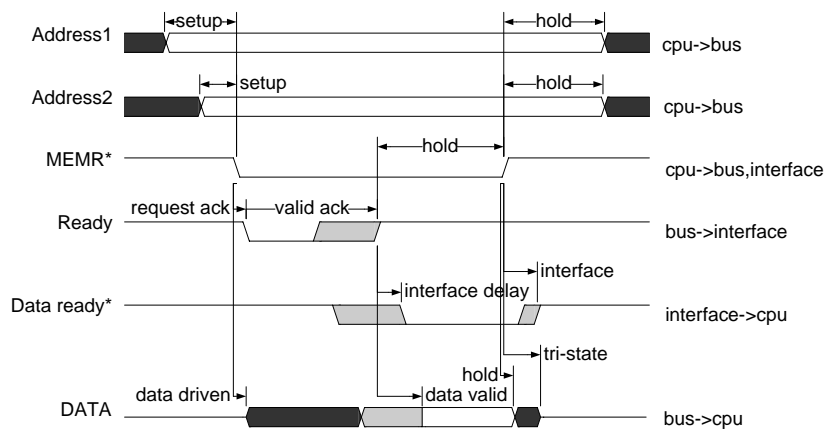 setup hold
Address1 cpu->bus
setup hold
Address2 cpu->bus
hold
MEMR* cpu->bus,interface
request ack valid ack
Ready bus->interface
interface
interface delay
Data ready* interface->cpu
tri-state
hold
data driven data valid
DATA bus->cpu